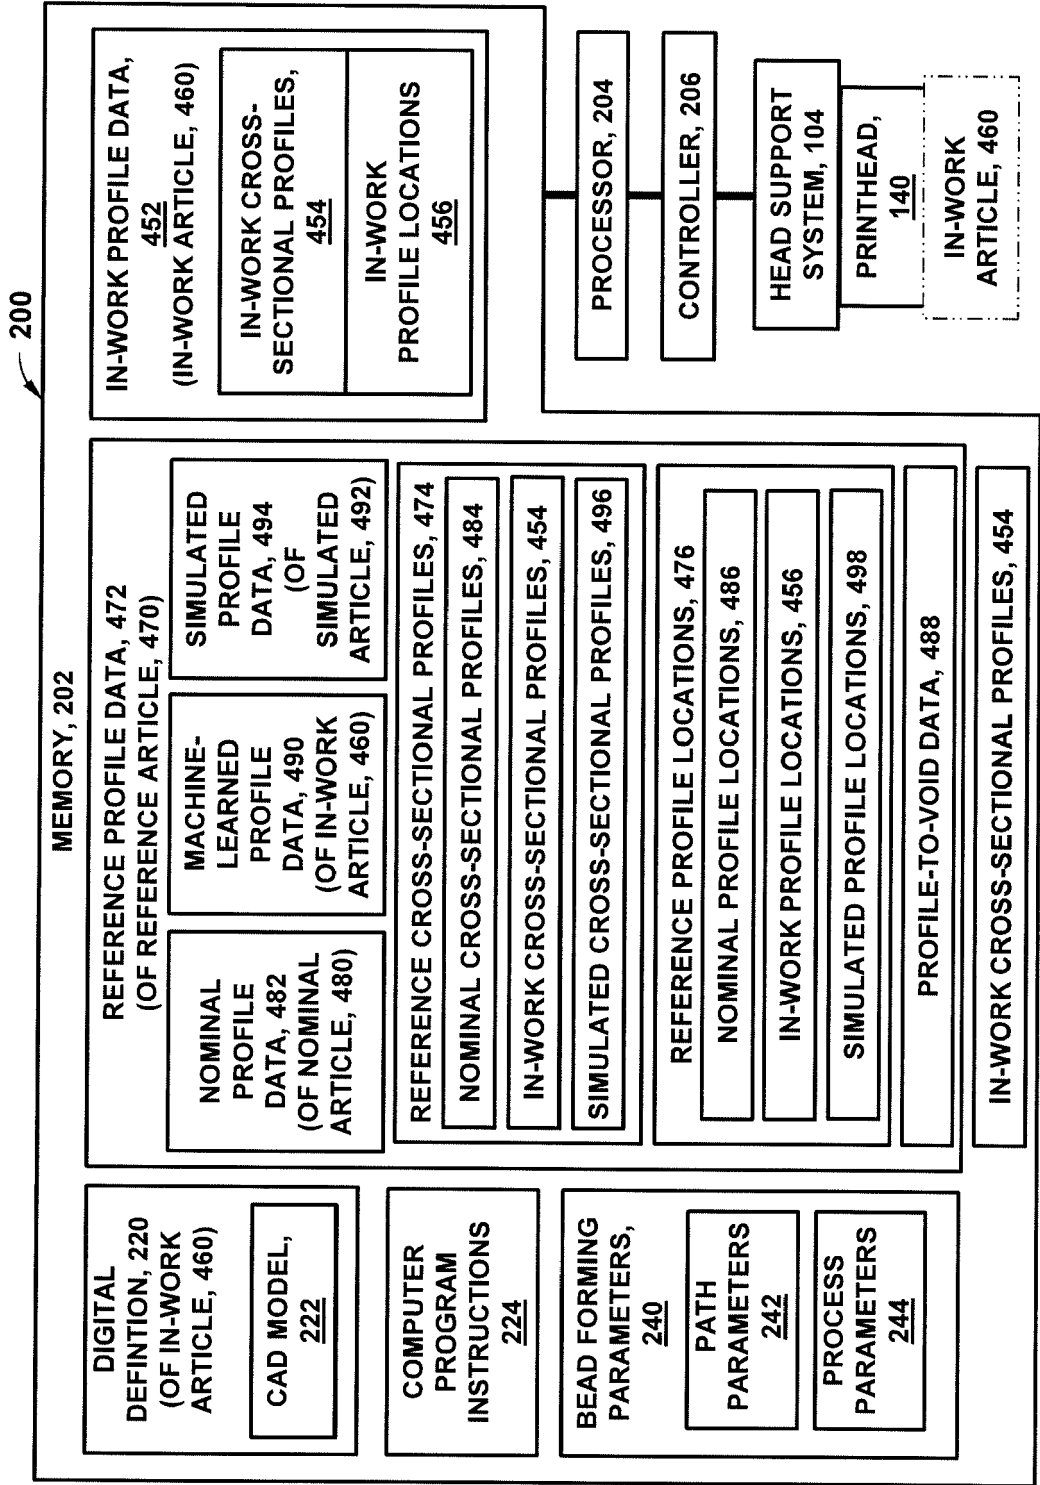 200
MEMORY, 202
DIGITAL
DEFINTION, 220
(OF IN-WORK
ARTICLE, 460)
CAD MODEL,
222
COMPUTER
PROGRAM
INSTRUCTIONS
224
BEAD FORMING
PARAMETERS,
240
PATH
PARAMETERS
242
PROCESS
PARAMETERS
244
REFERENCE PROFILE DATA, 472
(OF REFERENCE ARTICLE, 470)
NOMINAL
PROFILE
DATA, 482
(OF NOMINAL
ARTICLE, 480)
MACHINE-
LEARNED
PROFILE
DATA, 490
(OF IN-WORK
ARTICLE, 460)
SIMULATED
PROFILE
DATA, 494
(OF
SIMULATED
ARTICLE, 492)
REFERENCE CROSS-SECTIONAL PROFILES, 474
NOMINAL CROSS-SECTIONAL PROFILES, 484
IN-WORK CROSS-SECTIONAL PROFILES, 454
SIMULATED CROSS-SECTIONAL PROFILES, 496
REFERENCE PROFILE LOCATIONS, 476
NOMINAL PROFILE LOCATIONS, 486
IN-WORK PROFILE LOCATIONS, 456
SIMULATED PROFILE LOCATIONS, 498
PROFILE-TO-VOID DATA, 488
IN-WORK CROSS-SECTIONAL PROFILES, 454
IN-WORK PROFILE DATA,
452
(IN-WORK ARTICLE, 460)
IN-WORK CROSS-
SECTIONAL PROFILES,
454
IN-WORK
PROFILE LOCATIONS
456
PROCESSOR, 204
CONTROLLER, 206
HEAD SUPPORT
SYSTEM, 104
PRINTHEAD,
140
IN-WORK
ARTICLE, 460